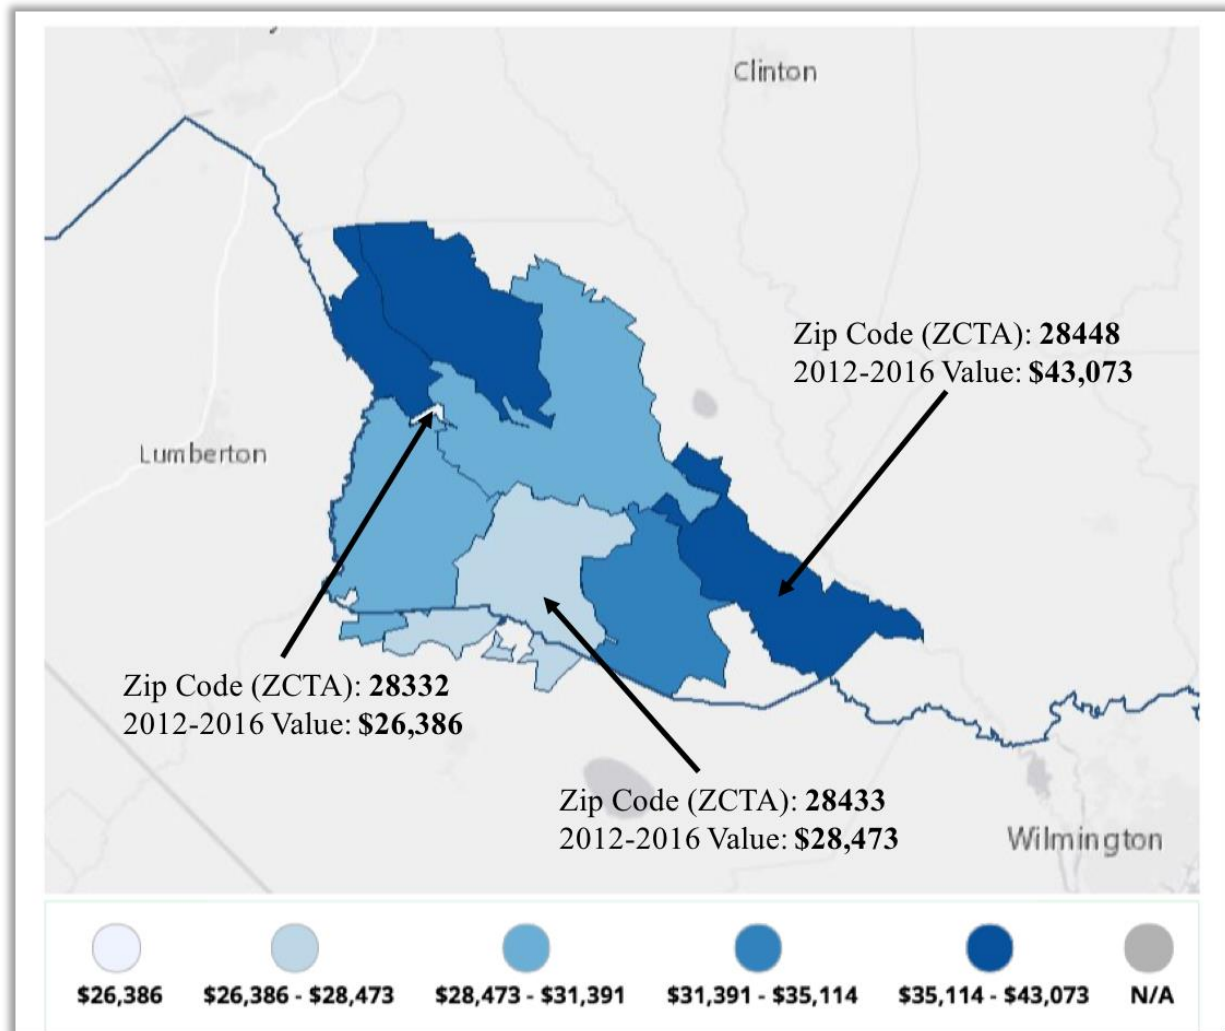 Clinton
Zip Code (ZCTA): 28448
2012-2016 Value: $43,073
Lumberton
Zip Code (ZCTA): 28332
2012-2016 Value: $26,386
Zip Code (ZCTA): 28433
2012-2016 Value: $28,473
Wilmington
$26,386
$26,386 - $28,473
$28,473 - $31,391
$31,391 - $35,114
$35,114 - $43,073
N/A